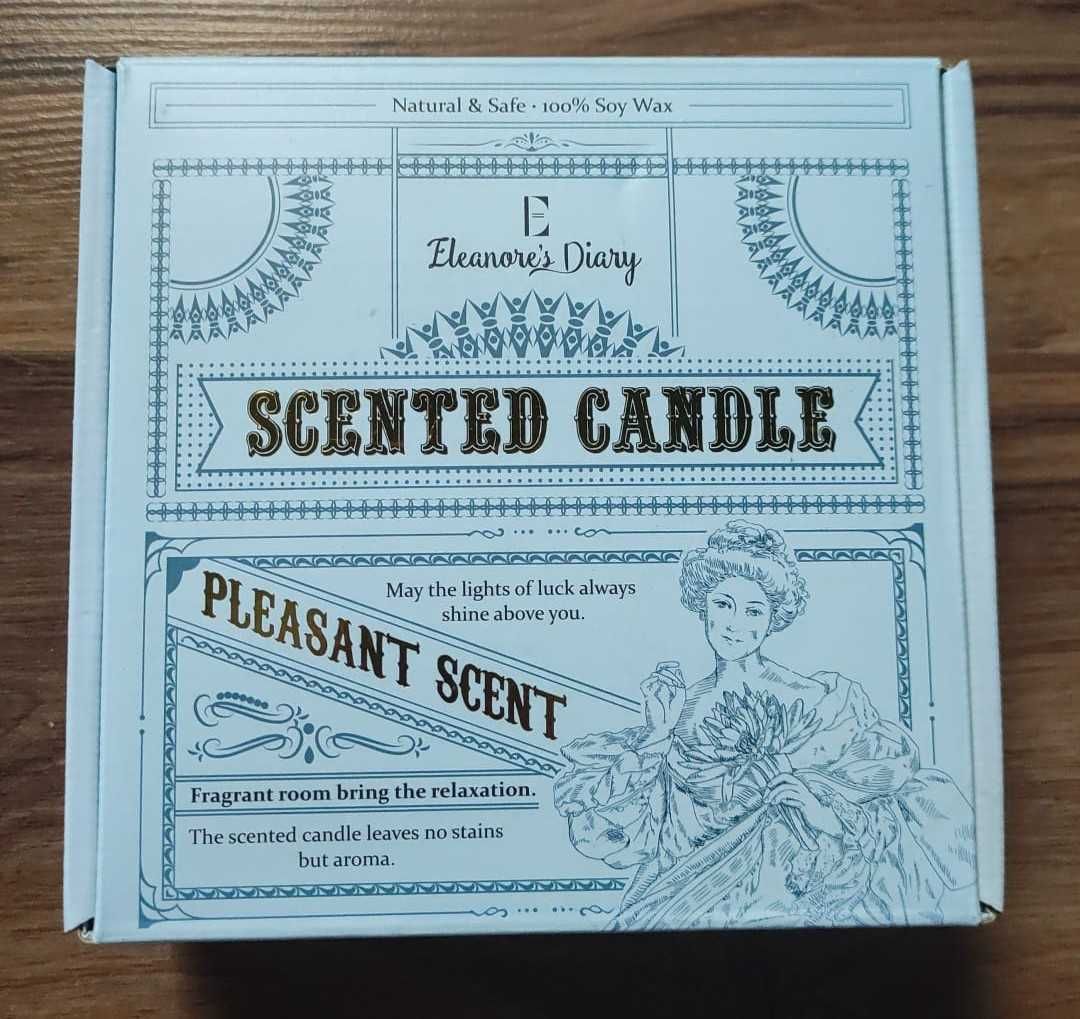 Natural & Safe · 100% Soy Wax
E
Eleanore's Diary
SCENTED CANDLE
PLEASANT SCENT
May the lights of luck always
shine above you.
Fragrant room bring the relaxation.
The scented candle leaves no stains
but aroma.